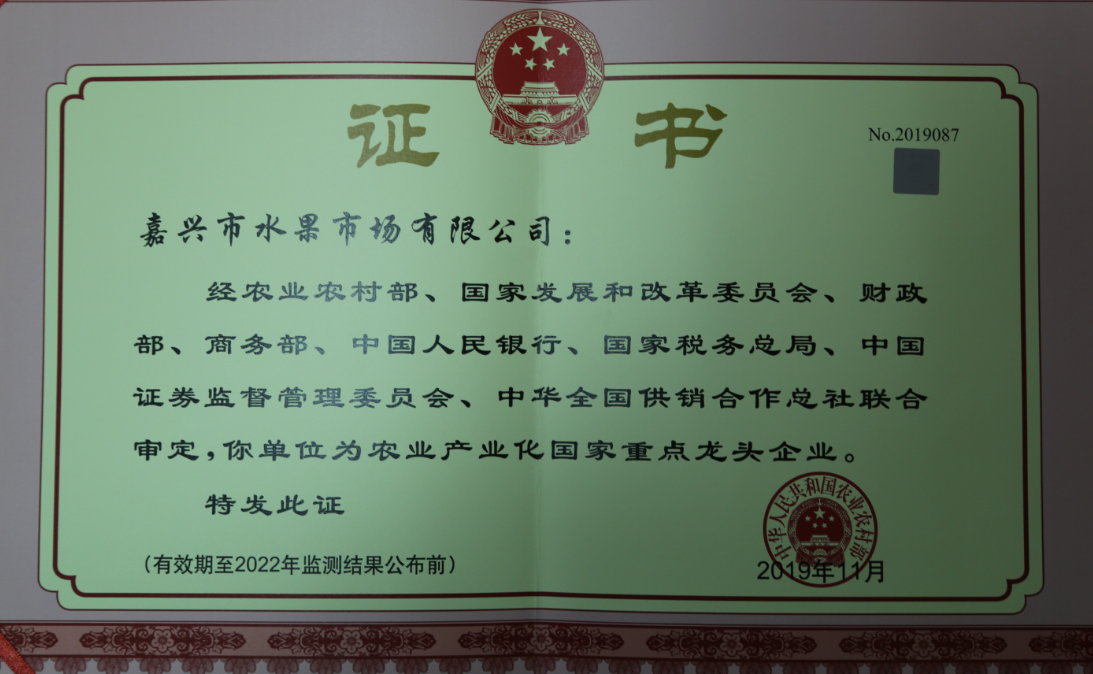 证书
No.2019087
嘉兴市水果市场有限公司：
经农业农村部、国家发展和改革委员会、财政
部、商务部、中国人民银行、国家税务总局、中国
证券监督管理委员会、中华全国供销合作总社联合
审定，你单位为农业产业化国家重点龙头企业。
特发此证
中华人民共和国农业农村部
（有效期至2022年监测结果公布前）
2019年11月